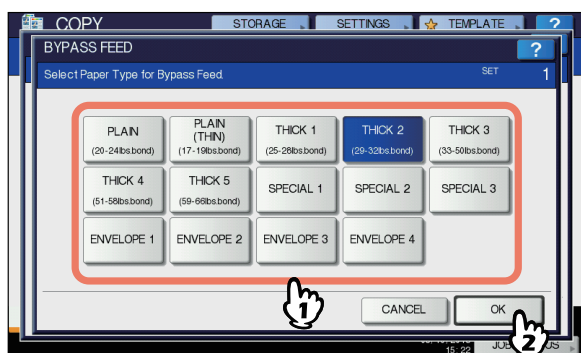 COPY STORAGE SETTINGS TEMPLATE ?
BYPASS FEED ?
Select Paper Type for Bypass Feed. SET 1
PLAIN PLAIN THICK 1 THICK 2 THICK 3
(20-24lbs.bond) (THIN) (25-28lbs.bond) (29-32lbs.bond) (33-50lbs.bond)
(17-19lbs.bond)
THICK 4 THICK 5 SPECIAL 1 SPECIAL 2 SPECIAL 3
(51-58lbs.bond) (59-66lbs.bond)
ENVELOPE 1 ENVELOPE 2 ENVELOPE 3 ENVELOPE 4
1
CANCEL OK
2
15:22